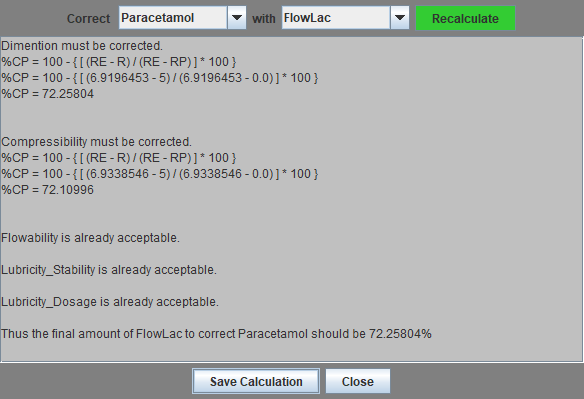 Correct Paracetamol with FlowLac Recalculate
Dimention must be corrected.
%CP = 100 - { [ (RE - R) / (RE - RP) ] * 100 }
%CP = 100 - { [ (6.9196453 - 5) / (6.9196453 - 0.0) ] * 100 }
%CP = 72.25804
Compressibility must be corrected.
%CP = 100 - { [ (RE - R) / (RE - RP) ] * 100 }
%CP = 100 - { [ (6.9338546 - 5) / (6.9338546 - 0.0) ] * 100 }
%CP = 72.10996
Flowability is already acceptable.
Lubricity_Stability is already acceptable.
Lubricity_Dosage is already acceptable.
Thus the final amount of FlowLac to correct Paracetamol should be 72.25804%
Save Calculation Close